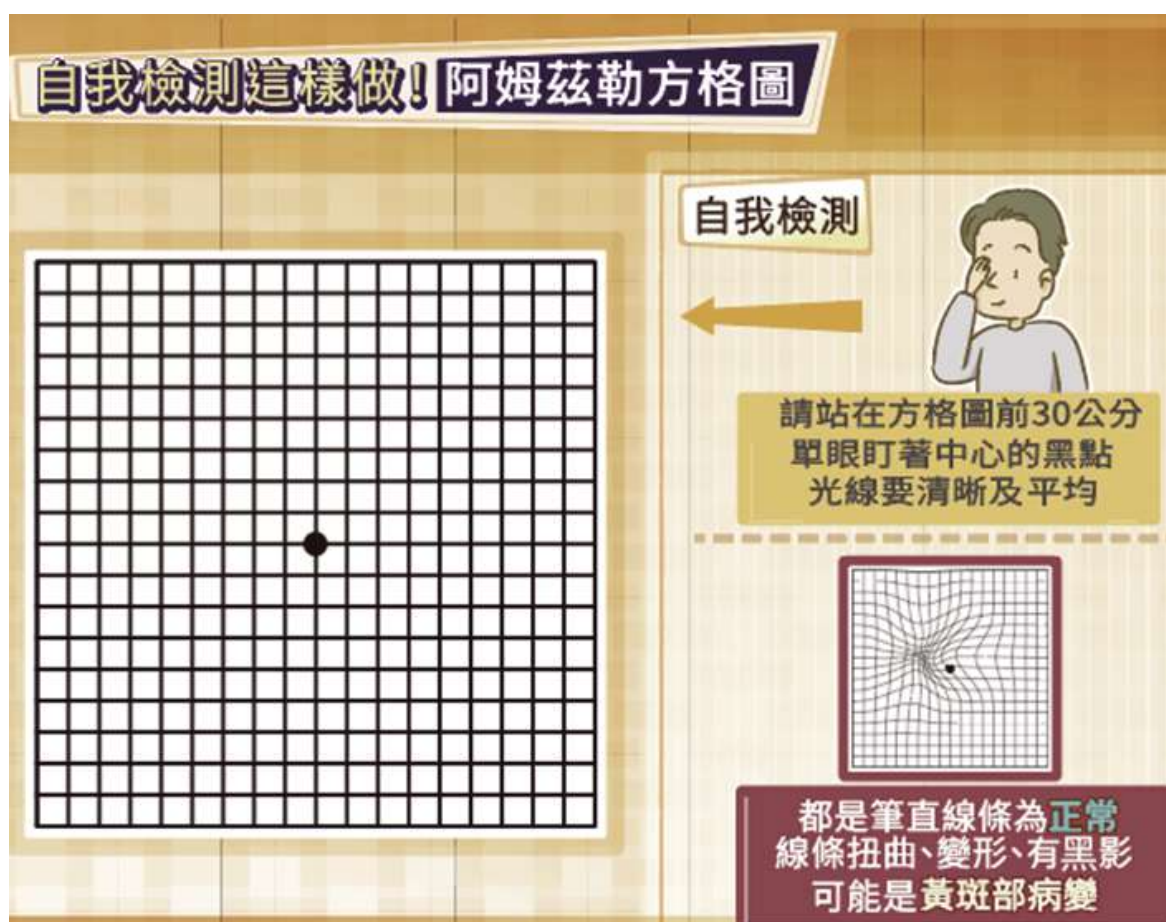 自我檢測這樣做!阿姆茲勒方格圖
自我檢測
請站在方格圖前30公分
單眼盯著中心的黑點
光線要清晰及平均
都是筆直線條為正常
線條扭曲、變形、有黑影
可能是黃斑部病變